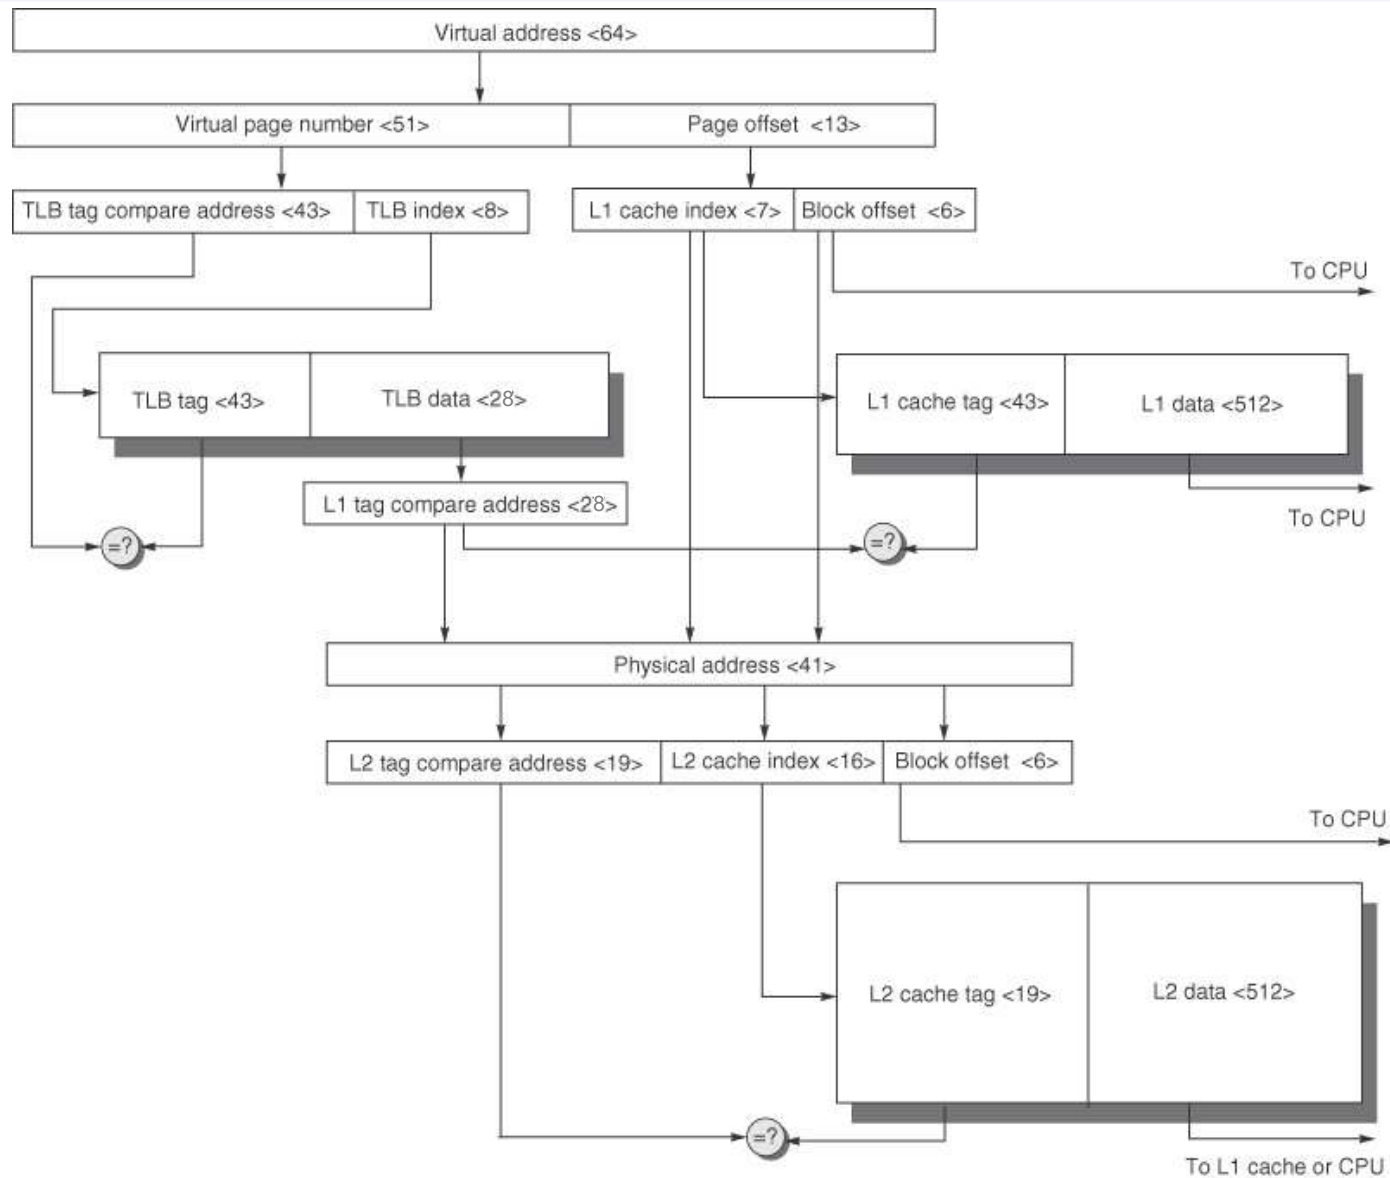 Virtual address <64>
Virtual page number <51>
Page offset <13>
TLB tag compare address <43>
TLB index <8>
L1 cache index <7>
Block offset <6>
To CPU
TLB tag <43>
TLB data <28>
L1 cache tag <43>
L1 data <512>
L1 tag compare address <28>
To CPU
=?
=?
Physical address <41>
L2 tag compare address <19>
L2 cache index <16>
Block offset <6>
To CPU
L2 cache tag <19>
L2 data <512>
=?
To L1 cache or CPU